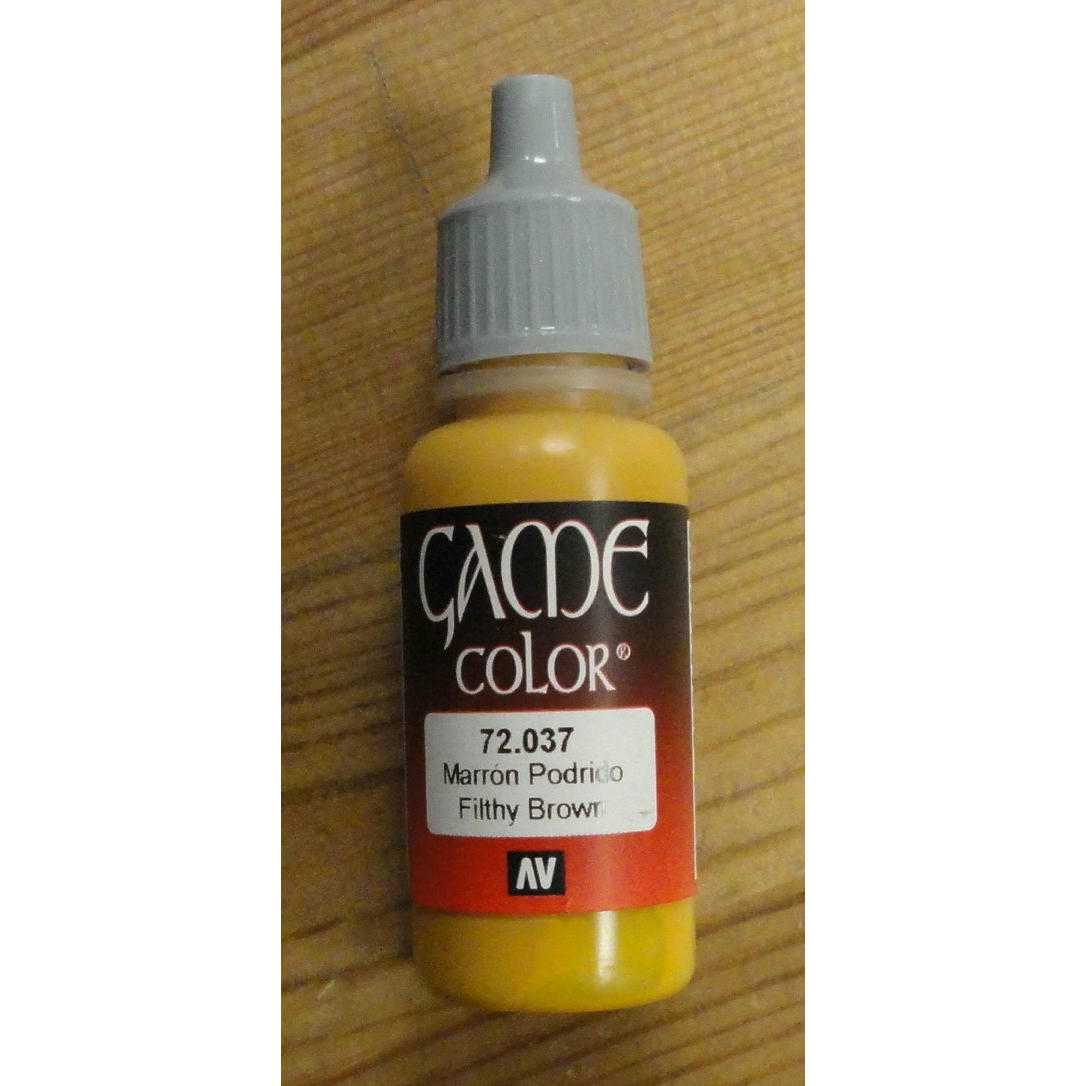 GAME
COLOR®
72.037
Marrón Podrido
Filthy Brown
AV